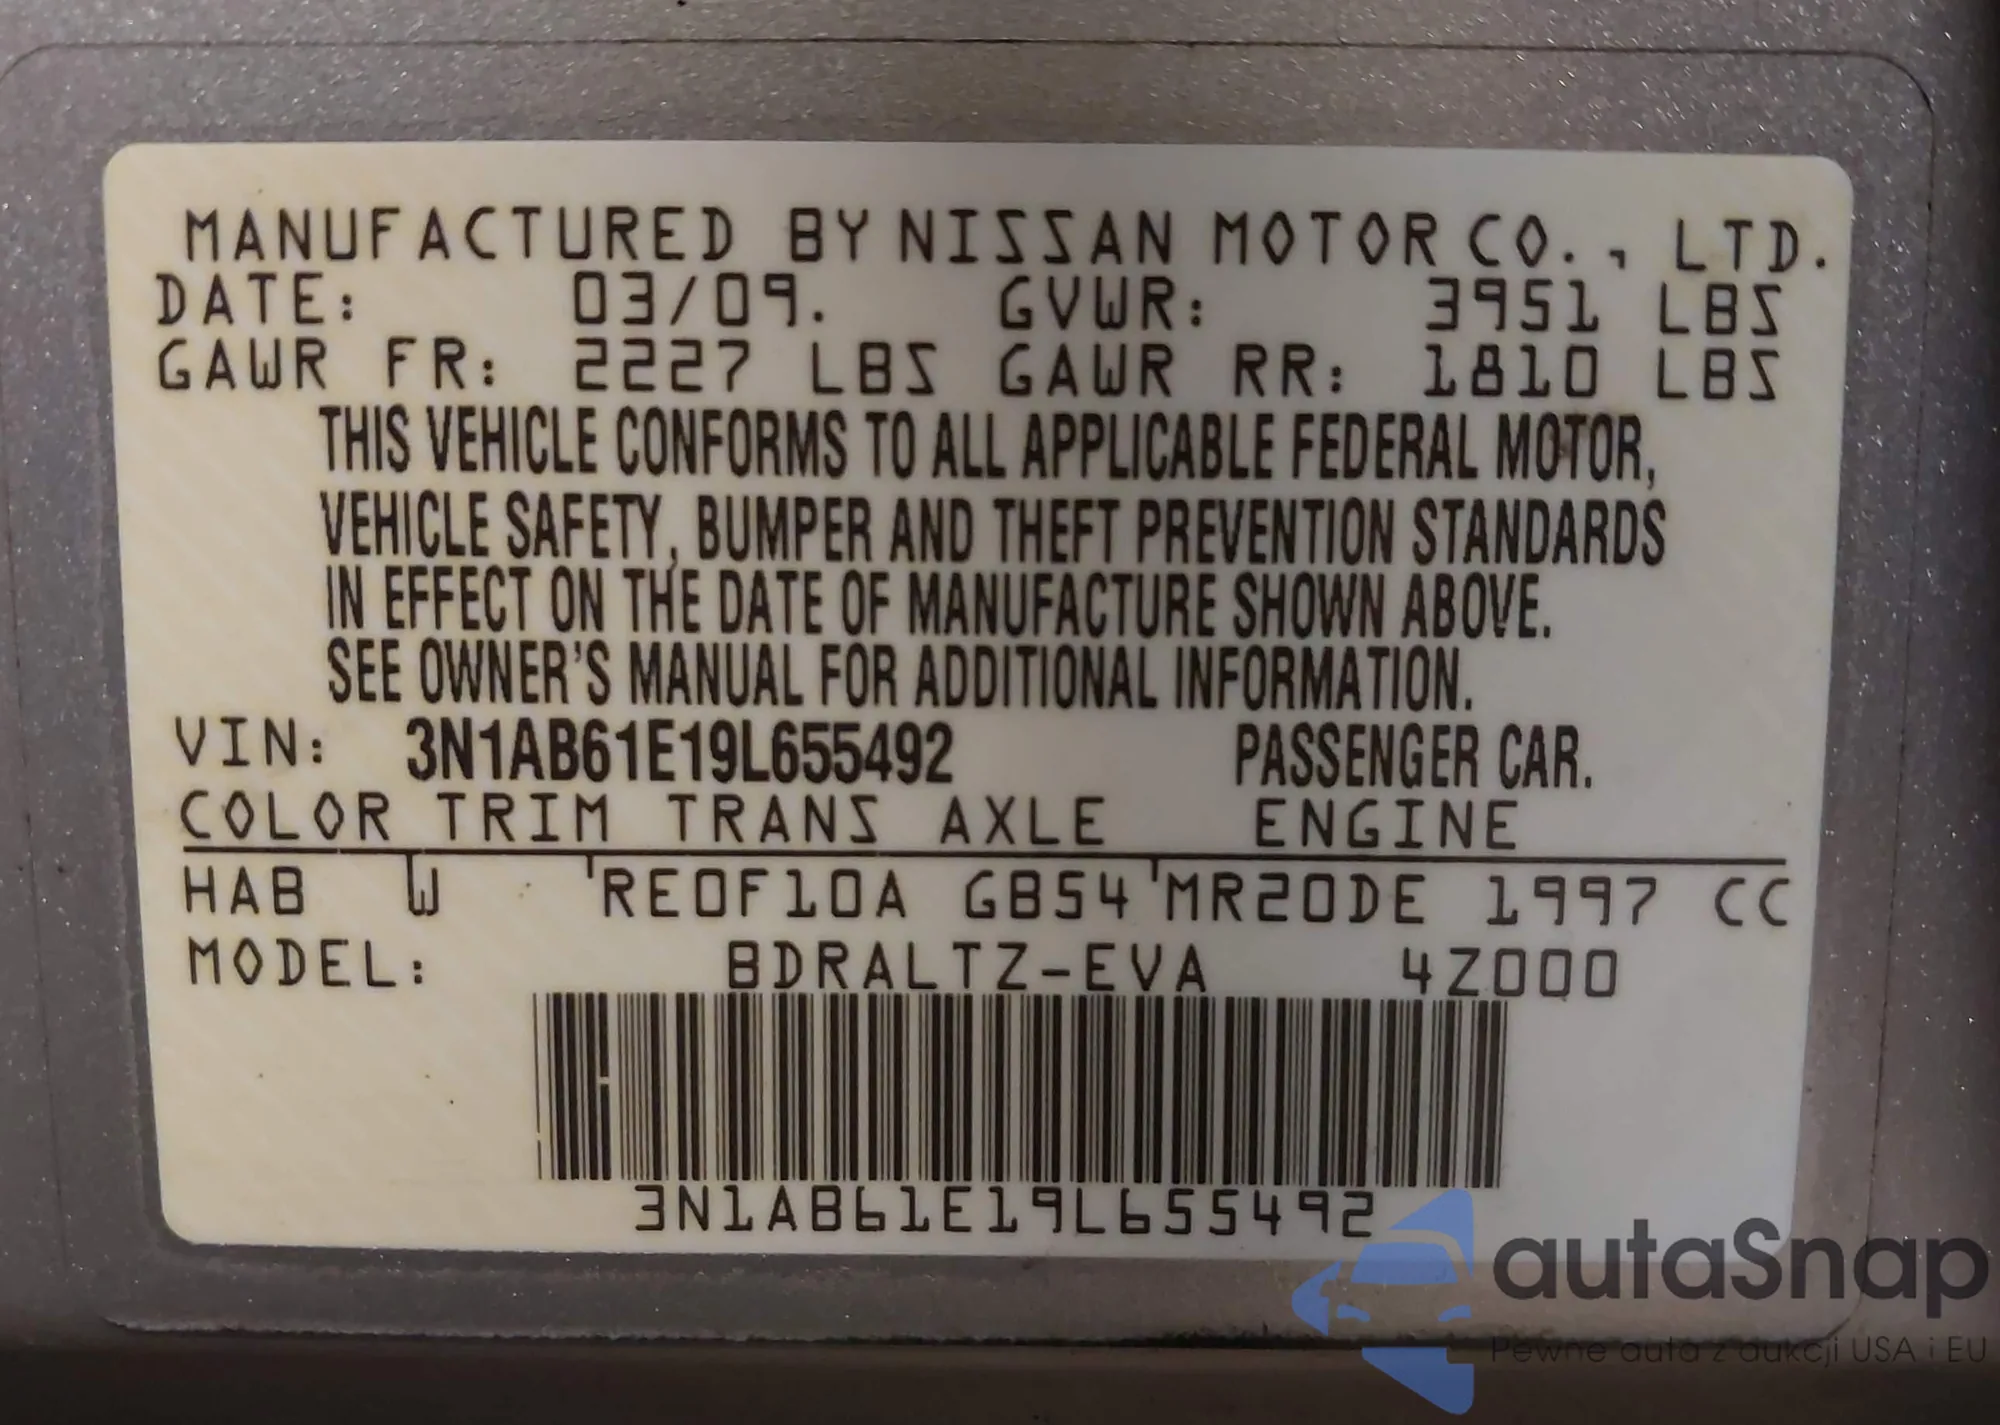 MANUFACTURED BY NISSAN MOTOR CO., LTD.
DATE: 03/09. GVWR: 3951 LBS
GAWR FR: 2227 LBS GAWR RR: 1810 LBS
THIS VEHICLE CONFORMS TO ALL APPLICABLE FEDERAL MOTOR,
VEHICLE SAFETY, BUMPER AND THEFT PREVENTION STANDARDS
IN EFFECT ON THE DATE OF MANUFACTURE SHOWN ABOVE.
SEE OWNER'S MANUAL FOR ADDITIONAL INFORMATION.
VIN: 3N1AB61E19L655492 PASSENGER CAR.
COLOR TRIM TRANS AXLE ENGINE
HAB W RE0F10A GB54 MR20DE 1997 CC
MODEL: BDRALTZ-EVA 4Z000
3N1AB61E19L655492
autaSnap
Pewne auta z aukcji USA i EU